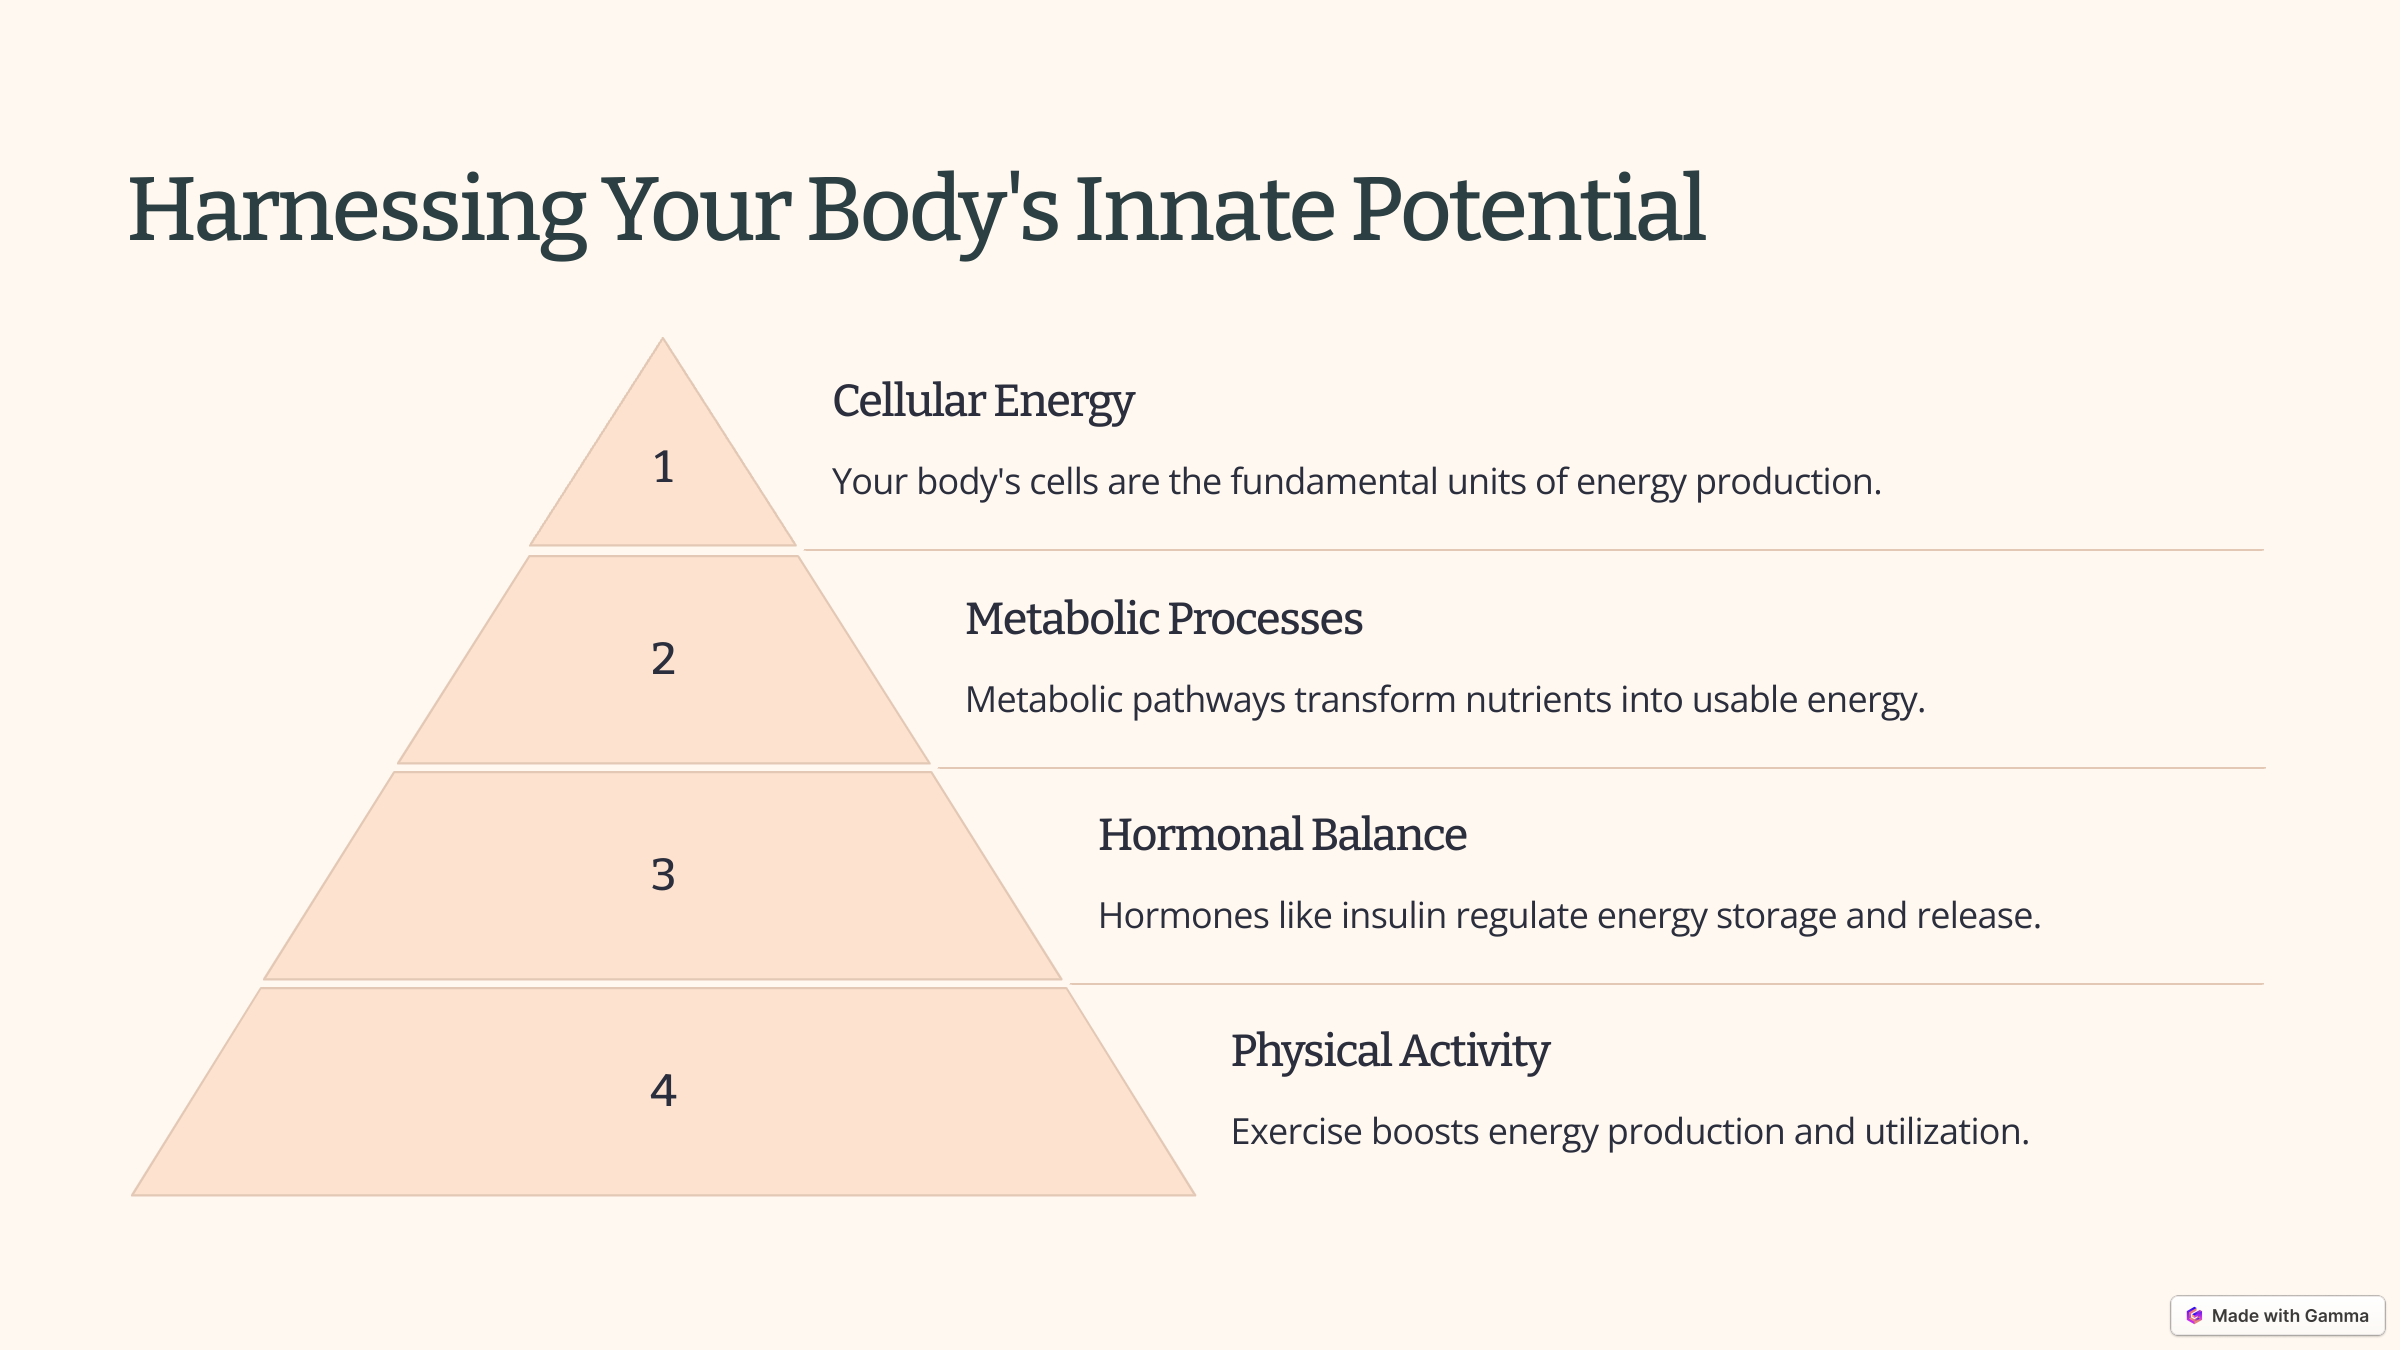 Harnessing Your Body's Innate Potential
1
Cellular Energy
Your body's cells are the fundamental units of energy production.
2
Metabolic Processes
Metabolic pathways transform nutrients into usable energy.
3
Hormonal Balance
Hormones like insulin regulate energy storage and release.
4
Physical Activity
Exercise boosts energy production and utilization.
Made with Gamma